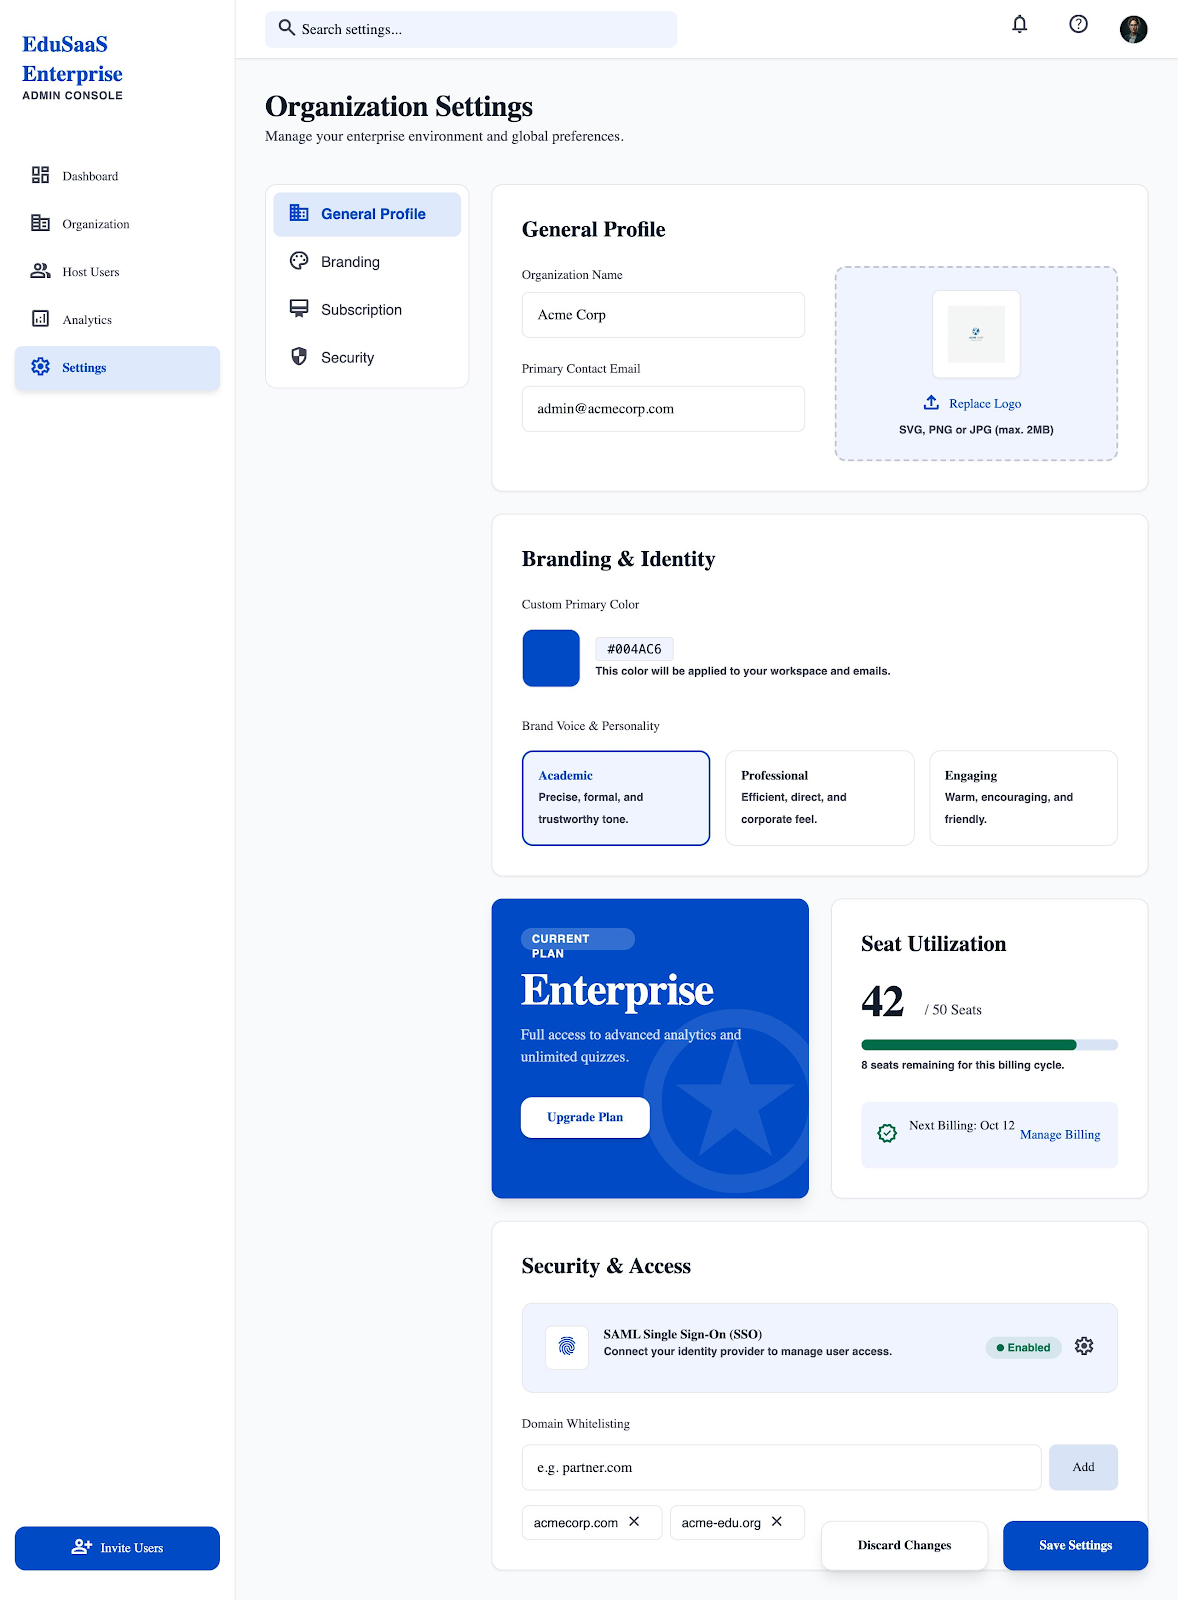 EduSaaS
Enterprise
ADMIN CONSOLE
Dashboard
Organization
Host Users
Analytics
Settings
Invite Users
Search settings...
Organization Settings
Manage your enterprise environment and global preferences.
General Profile
Branding
Subscription
Security
General Profile
Organization Name
Acme Corp
Primary Contact Email
admin@acmecorp.com
Replace Logo
SVG, PNG or JPG (max. 2MB)
Branding & Identity
Custom Primary Color
#004AC6
This color will be applied to your workspace and emails.
Brand Voice & Personality
Academic
Precise, formal, and
trustworthy tone.
Professional
Efficient, direct, and
corporate feel.
Engaging
Warm, encouraging, and
friendly.
CURRENT
PLAN
Enterprise
Full access to advanced analytics and
unlimited quizzes.
Upgrade Plan
Seat Utilization
42 / 50 Seats
8 seats remaining for this billing cycle.
Next Billing: Oct 12
Manage Billing
Security & Access
SAML Single Sign-On (SSO)
Connect your identity provider to manage user access.
Enabled
Domain Whitelisting
e.g. partner.com
Add
acmecorp.com
acme-edu.org
Discard Changes
Save Settings